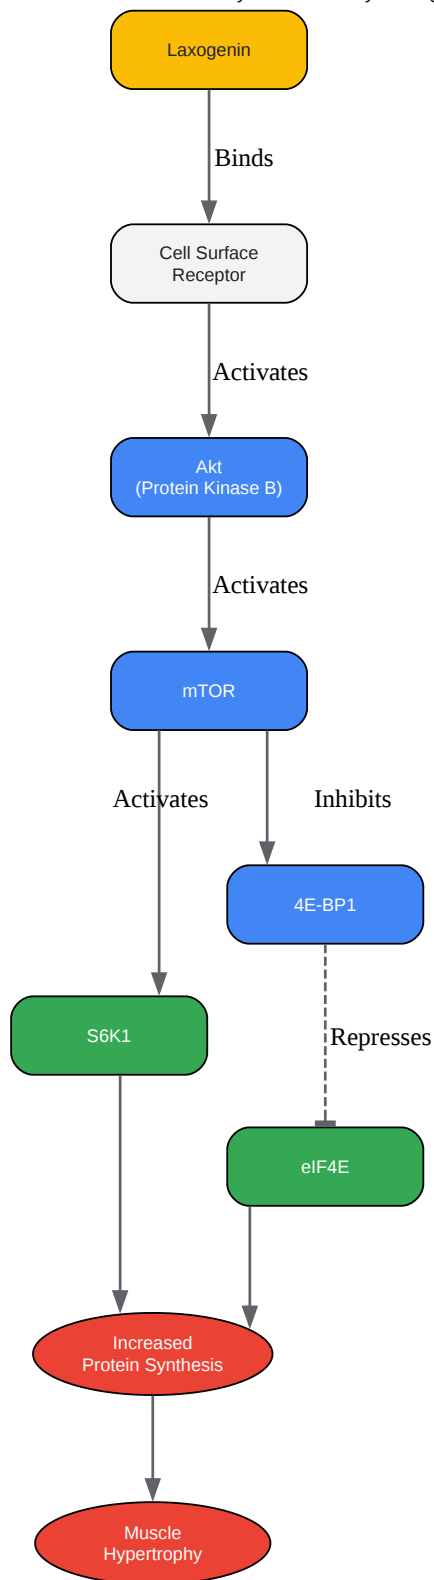 Laxogenin
Binds
Cell Surface
Receptor
Activates
Akt
(Protein Kinase B)
Activates
mTOR
Activates
Inhibits
4E-BP1
S6K1
Represses
eIF4E
Increased
Protein Synthesis
Muscle
Hypertrophy